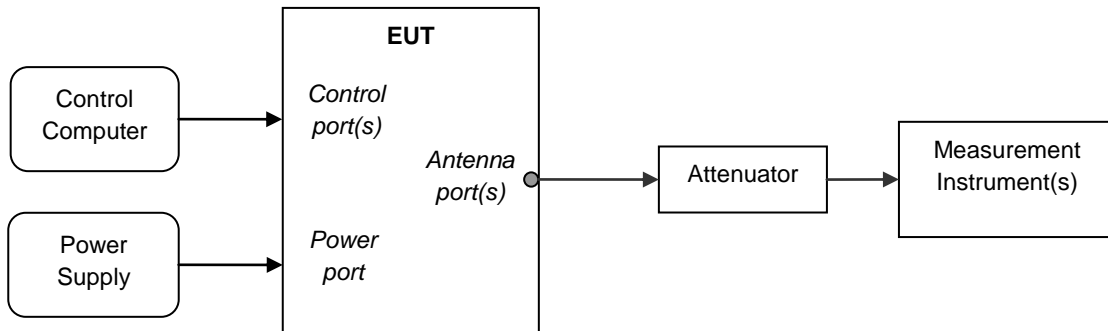 EUT
Control
Computer
Control
port(s)
Antenna
port(s)
Attenuator
Measurement
Instrument(s)
Power
Supply
Power
port